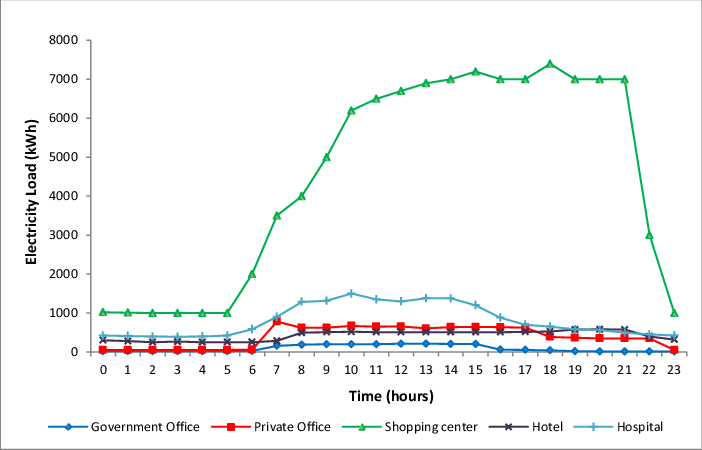 8000
7000
6000
5000
4000
3000
2000
1000
0
Electricity Load (kWh)
0 1 2 3 4 5 6 7 8 9 10 11 12 13 14 15 16 17 18 19 20 21 22 23
Time (hours)
Government Office Private Office Shopping center Hotel Hospital